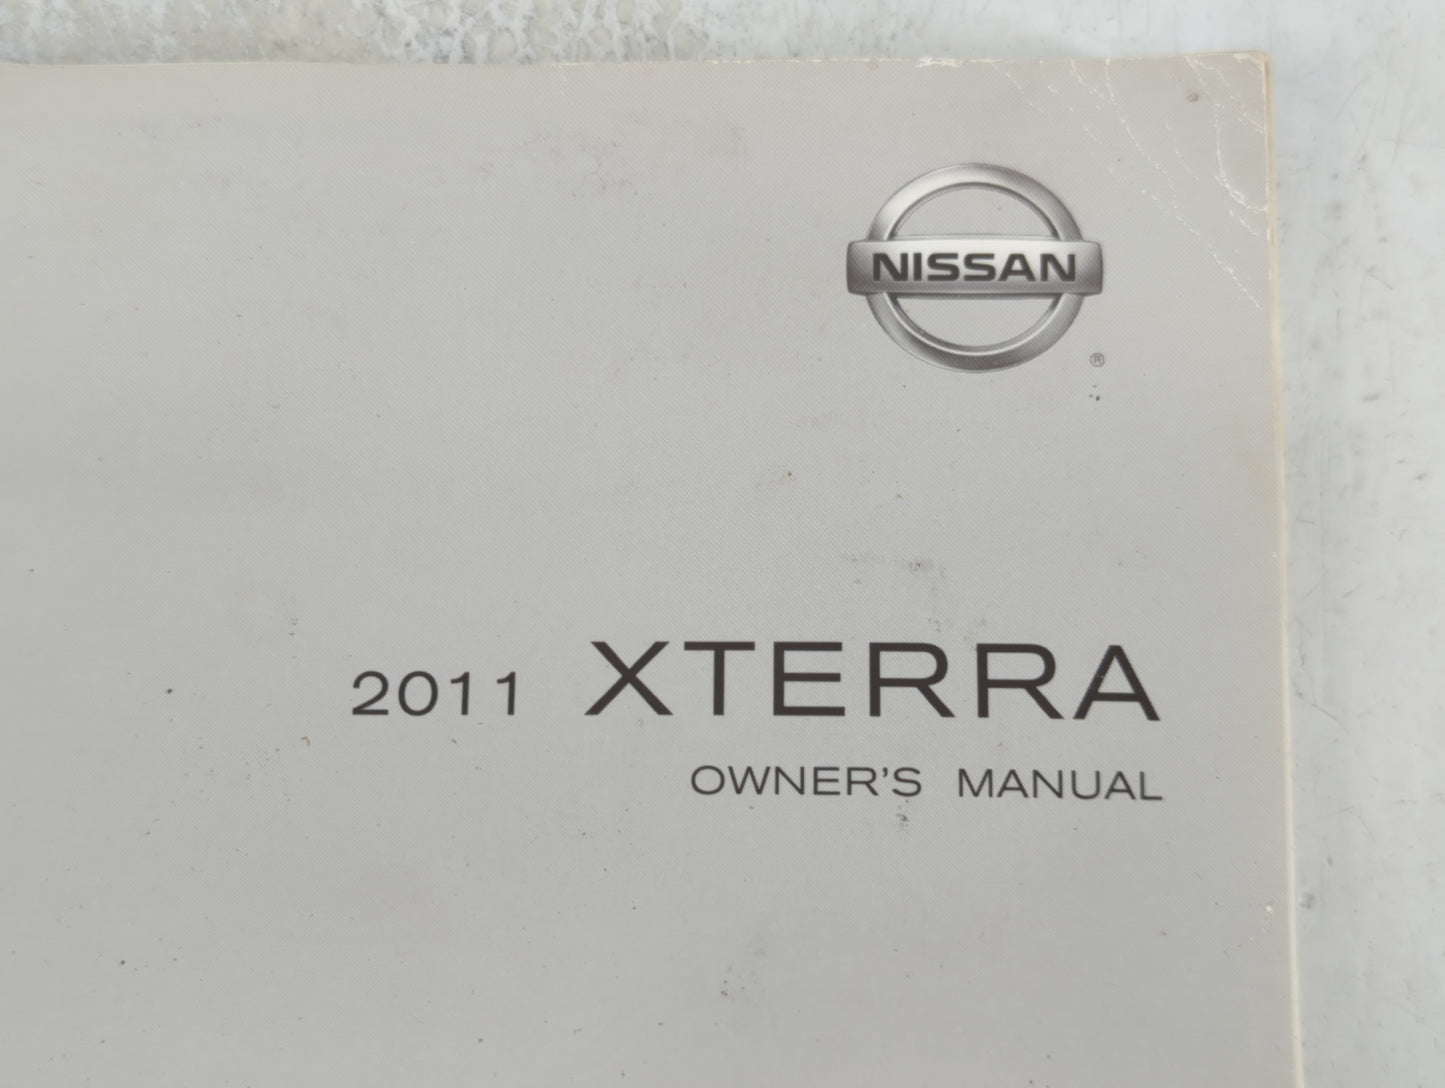 NISSAN
®
2011 XTERRA
OWNER'S MANUAL